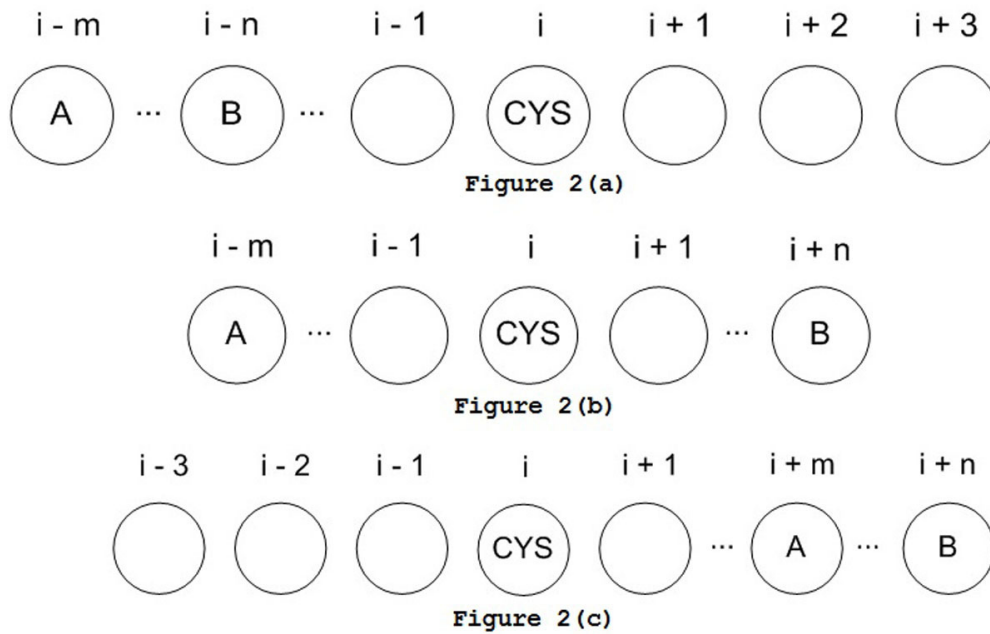 i - m i - n i - 1 i i + 1 i + 2 i + 3
A ... B ... CYS
Figure 2(a)
i - m i - 1 i i + 1 i + n
A ... CYS ... B
Figure 2(b)
i - 3 i - 2 i - 1 i i + 1 i + m i + n
CYS ... A ... B
Figure 2(c)